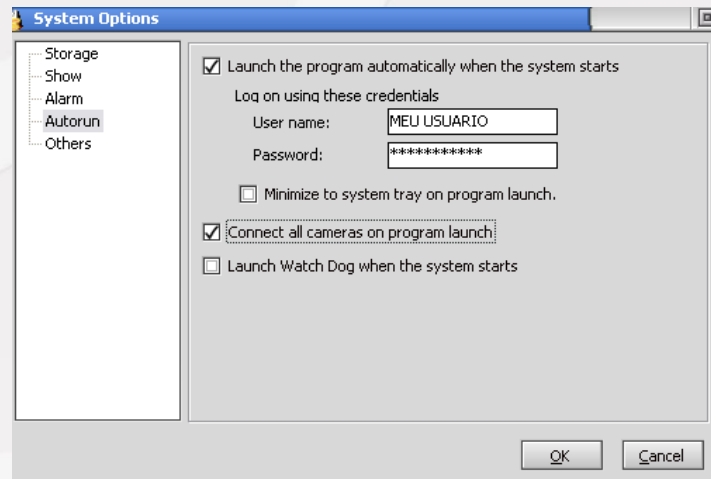 System Options
Storage
Show
Alarm
Autorun
Others
Launch the program automatically when the system starts
Log on using these credentials
User name: MEU USUARIO
Password: ***********
Minimize to system tray on program launch.
Connect all cameras on program launch
Launch Watch Dog when the system starts
OK Cancel